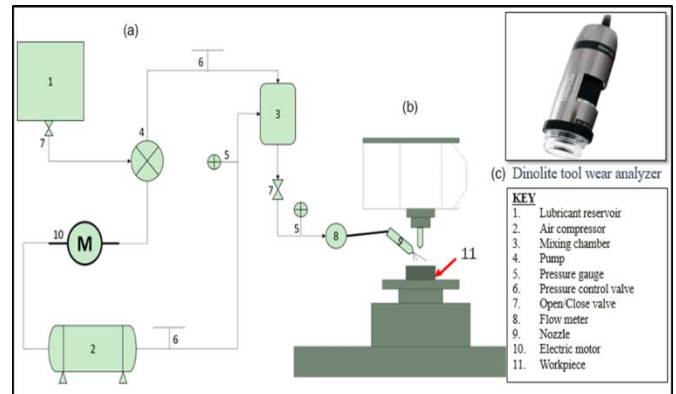 (a)
1
7
4
6
3
5
7
5
10
M
2
6
8
9
(b)
11
(c) Dinolite tool wear analyzer
KEY
1. Lubricant reservoir
2. Air compressor
3. Mixing chamber
4. Pump
5. Pressure gauge
6. Pressure control valve
7. Open/Close valve
8. Flow meter
9. Nozzle
10. Electric motor
11. Workpiece